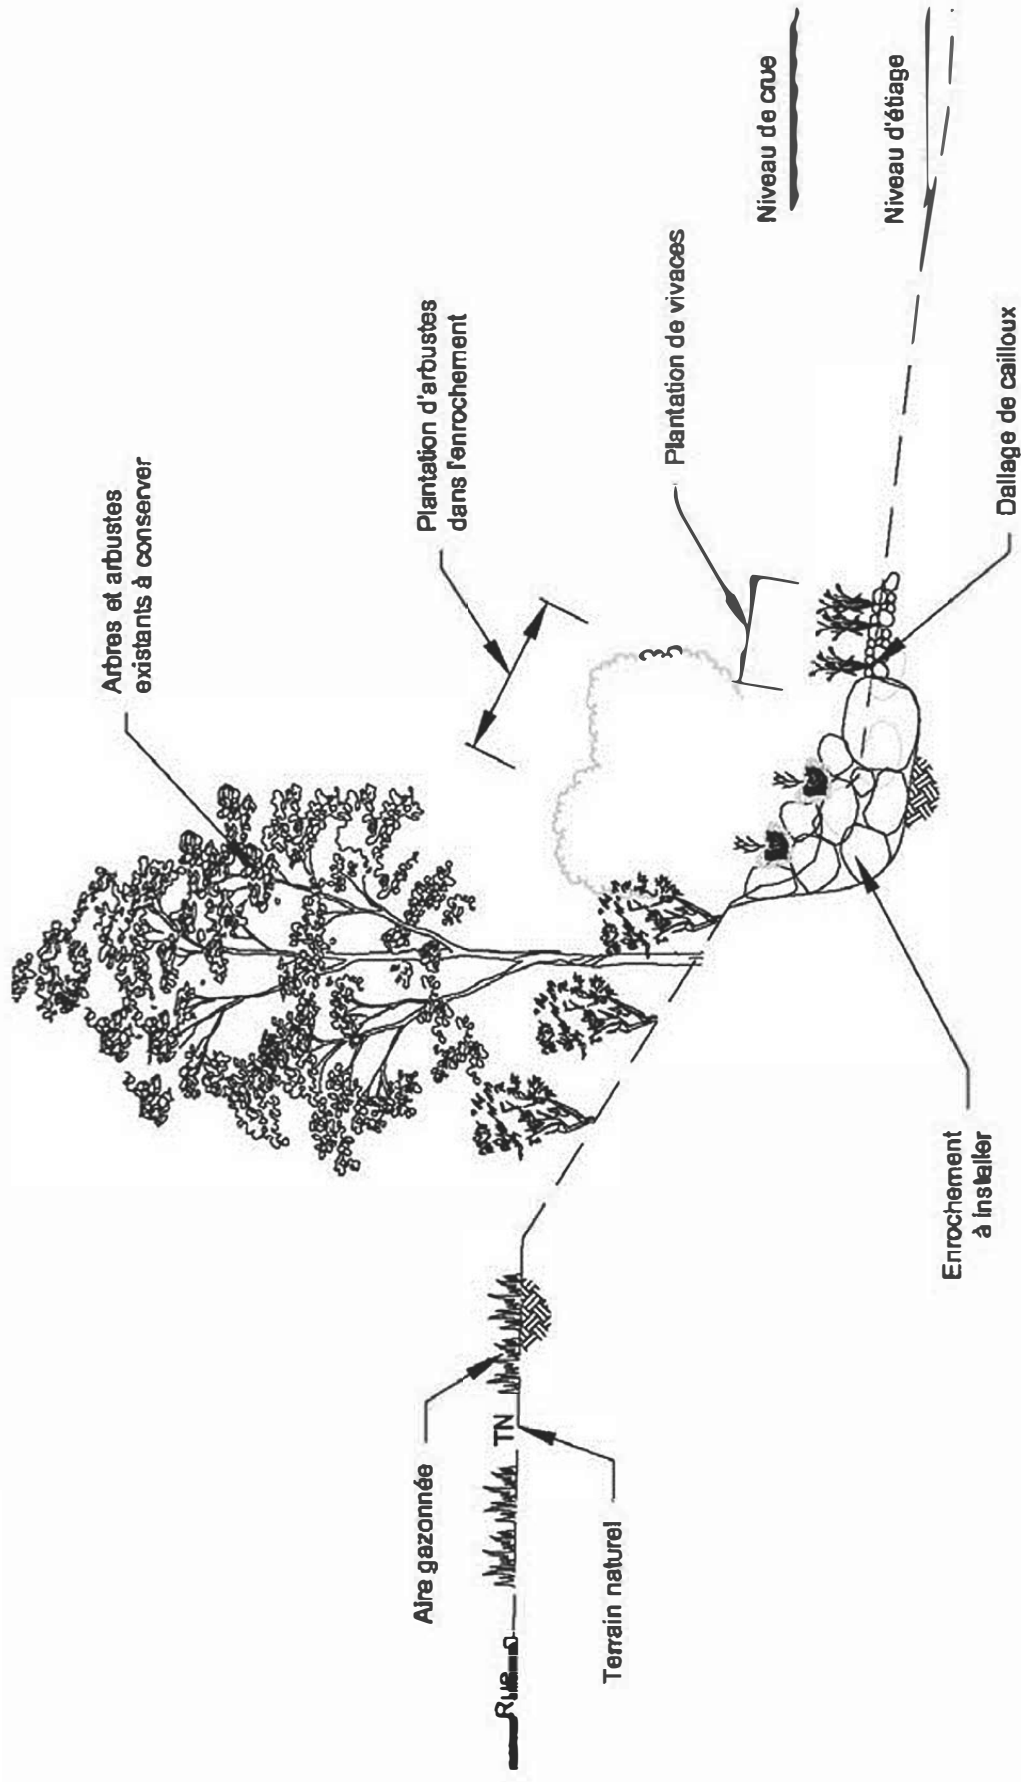 Arbres et arbustes
existants à conserver
Plantation d'arbustes
dans l'enrochement
Aire gazonnée
Rue
TN
Terrain naturel
Plantation de vivaces
Niveau de crue
Niveau d'étiage
Enrochement
à installer
Dallage de cailloux